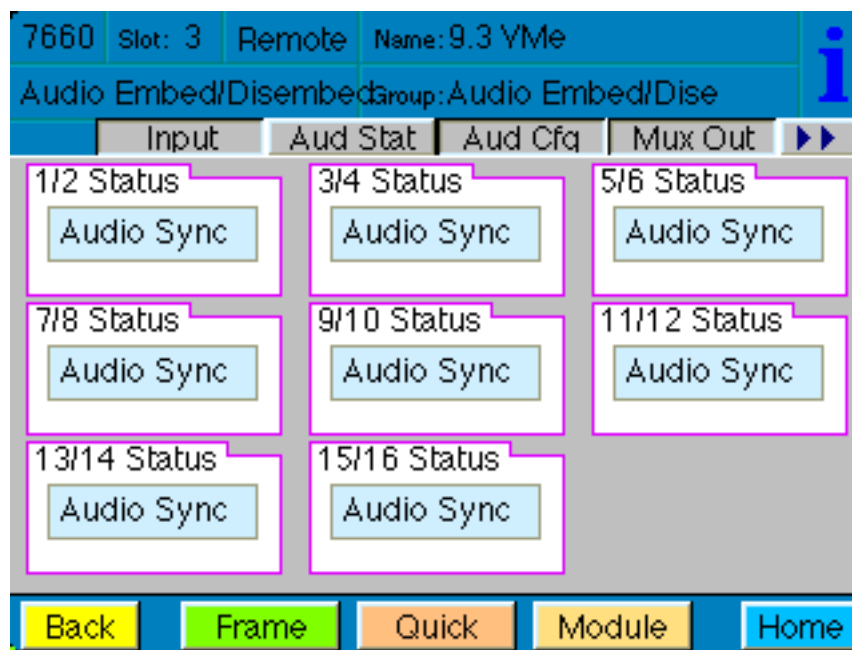 7660 Slot: 3 Remote Name: 9.3 VMe
Audio Embed/Disembed Group: Audio Embed/Dise
i
Input Aud Stat Aud Cfg Mux Out
1/2 Status 3/4 Status 5/6 Status
Audio Sync Audio Sync Audio Sync
7/8 Status 9/10 Status 11/12 Status
Audio Sync Audio Sync Audio Sync
13/14 Status 15/16 Status
Audio Sync Audio Sync
Back Frame Quick Module Home